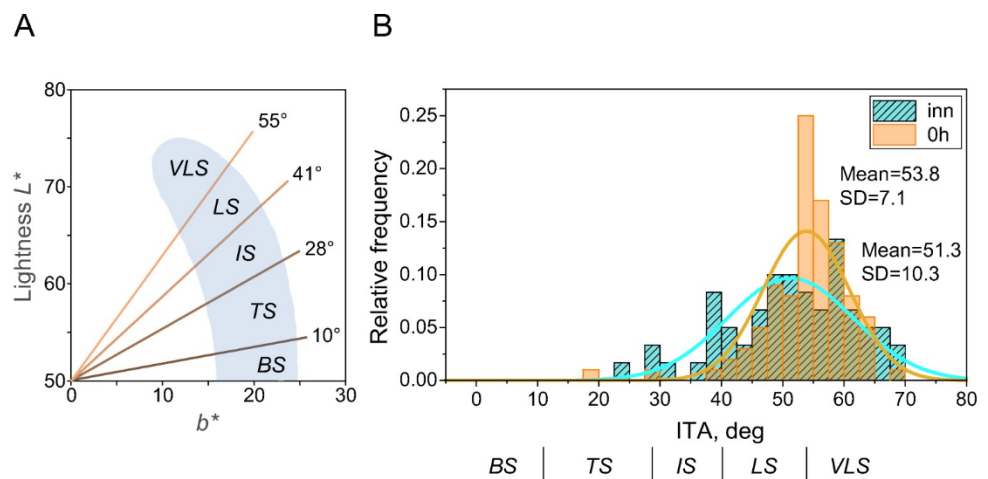 A
Lightness L*
80
70
60
50
0
10
20
30
b*
55°
41°
28°
10°
VLS
LS
IS
TS
BS
B
Relative frequency
0.25
0.20
0.15
0.10
0.05
0.00
inn
0h
Mean=53.8
SD=7.1
Mean=51.3
SD=10.3
0 10 20 30 40 50 60 70 80
ITA, deg
BS | TS | IS | LS | VLS